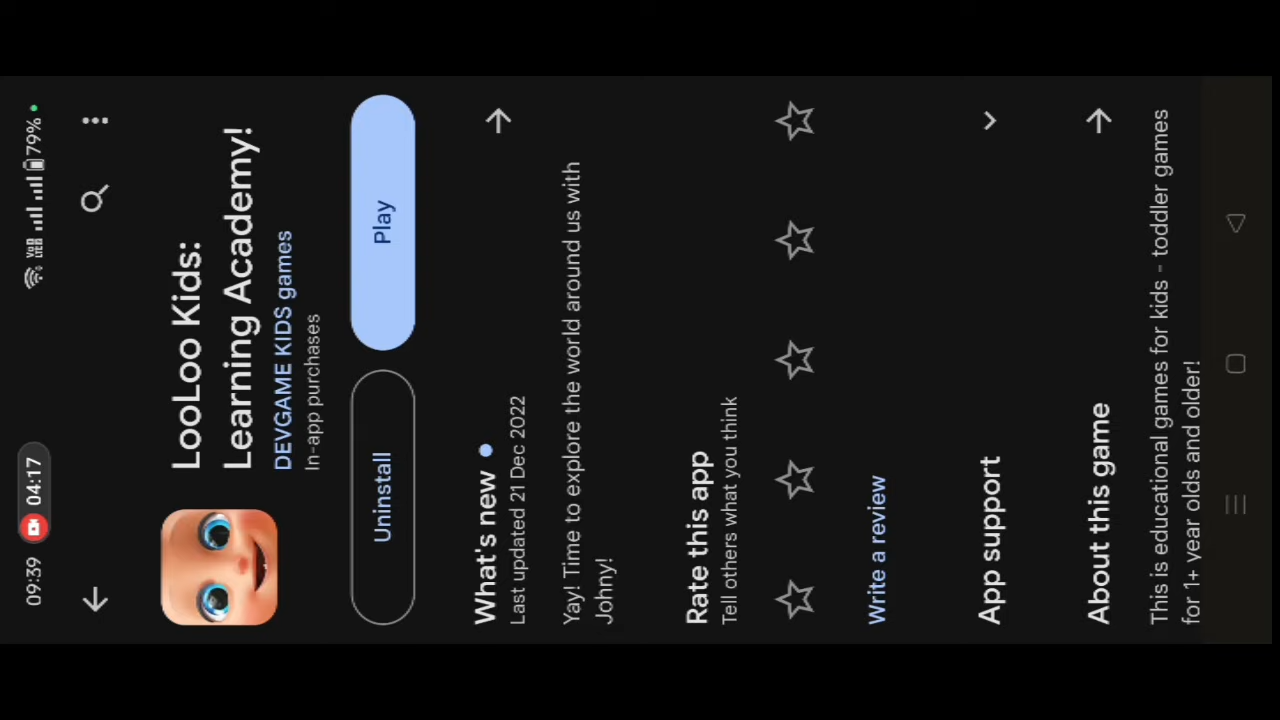 09:39 04:17 79%
LooLoo Kids:
Learning Academy!
DEVGAME KIDS games
In-app purchases
Uninstall Play
What's new
Last updated 21 Dec 2022
Yay! Time to explore the world around us with
Johny!
Rate this app
Tell others what you think
Write a review
App support
About this game
This is educational games for kids - toddler games
for 1+ year olds and older!